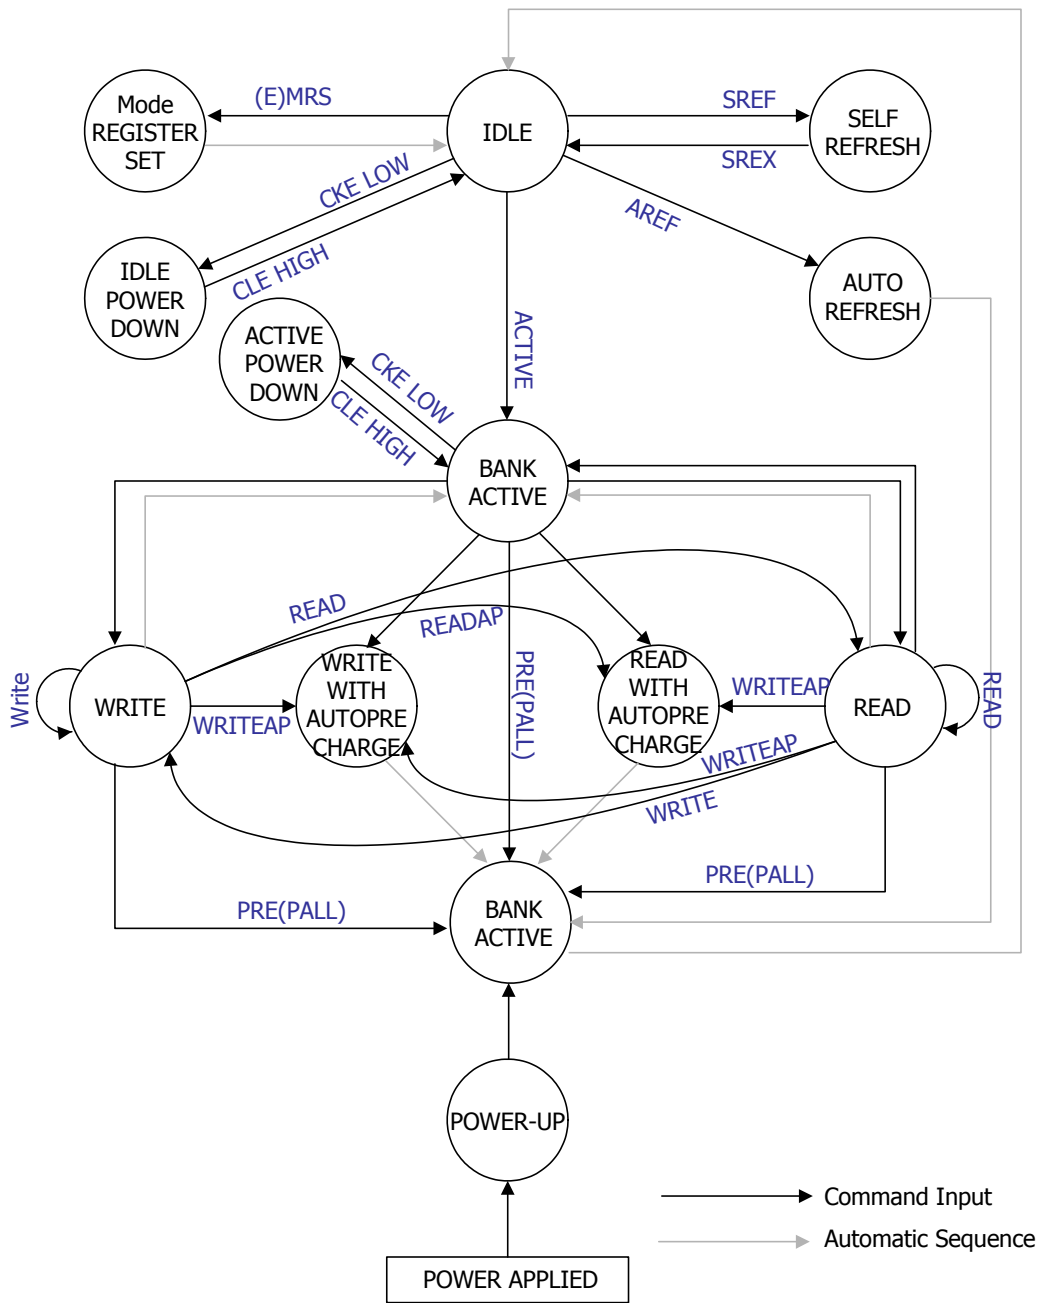 (E)MRS
Mode
REGISTER
SET
IDLE
SREF
SREX
SELF
REFRESH
CKE LOW
CLE HIGH
AREF
IDLE
POWER
DOWN
AUTO
REFRESH
ACTIVE
POWER
DOWN
CKE LOW
CLE HIGH
ACTIVE
BANK
ACTIVE
READ
READAP
Write
WRITE
WRITEAP
WRITE
WITH
AUTOPRE
CHARGE
PRE(PALL)
READ
WITH
AUTOPRE
CHARGE
WRITEAP
READ
READ
WRITEAP
WRITE
PRE(PALL)
PRE(PALL)
BANK
ACTIVE
POWER-UP
POWER APPLIED
Command Input
Automatic Sequence